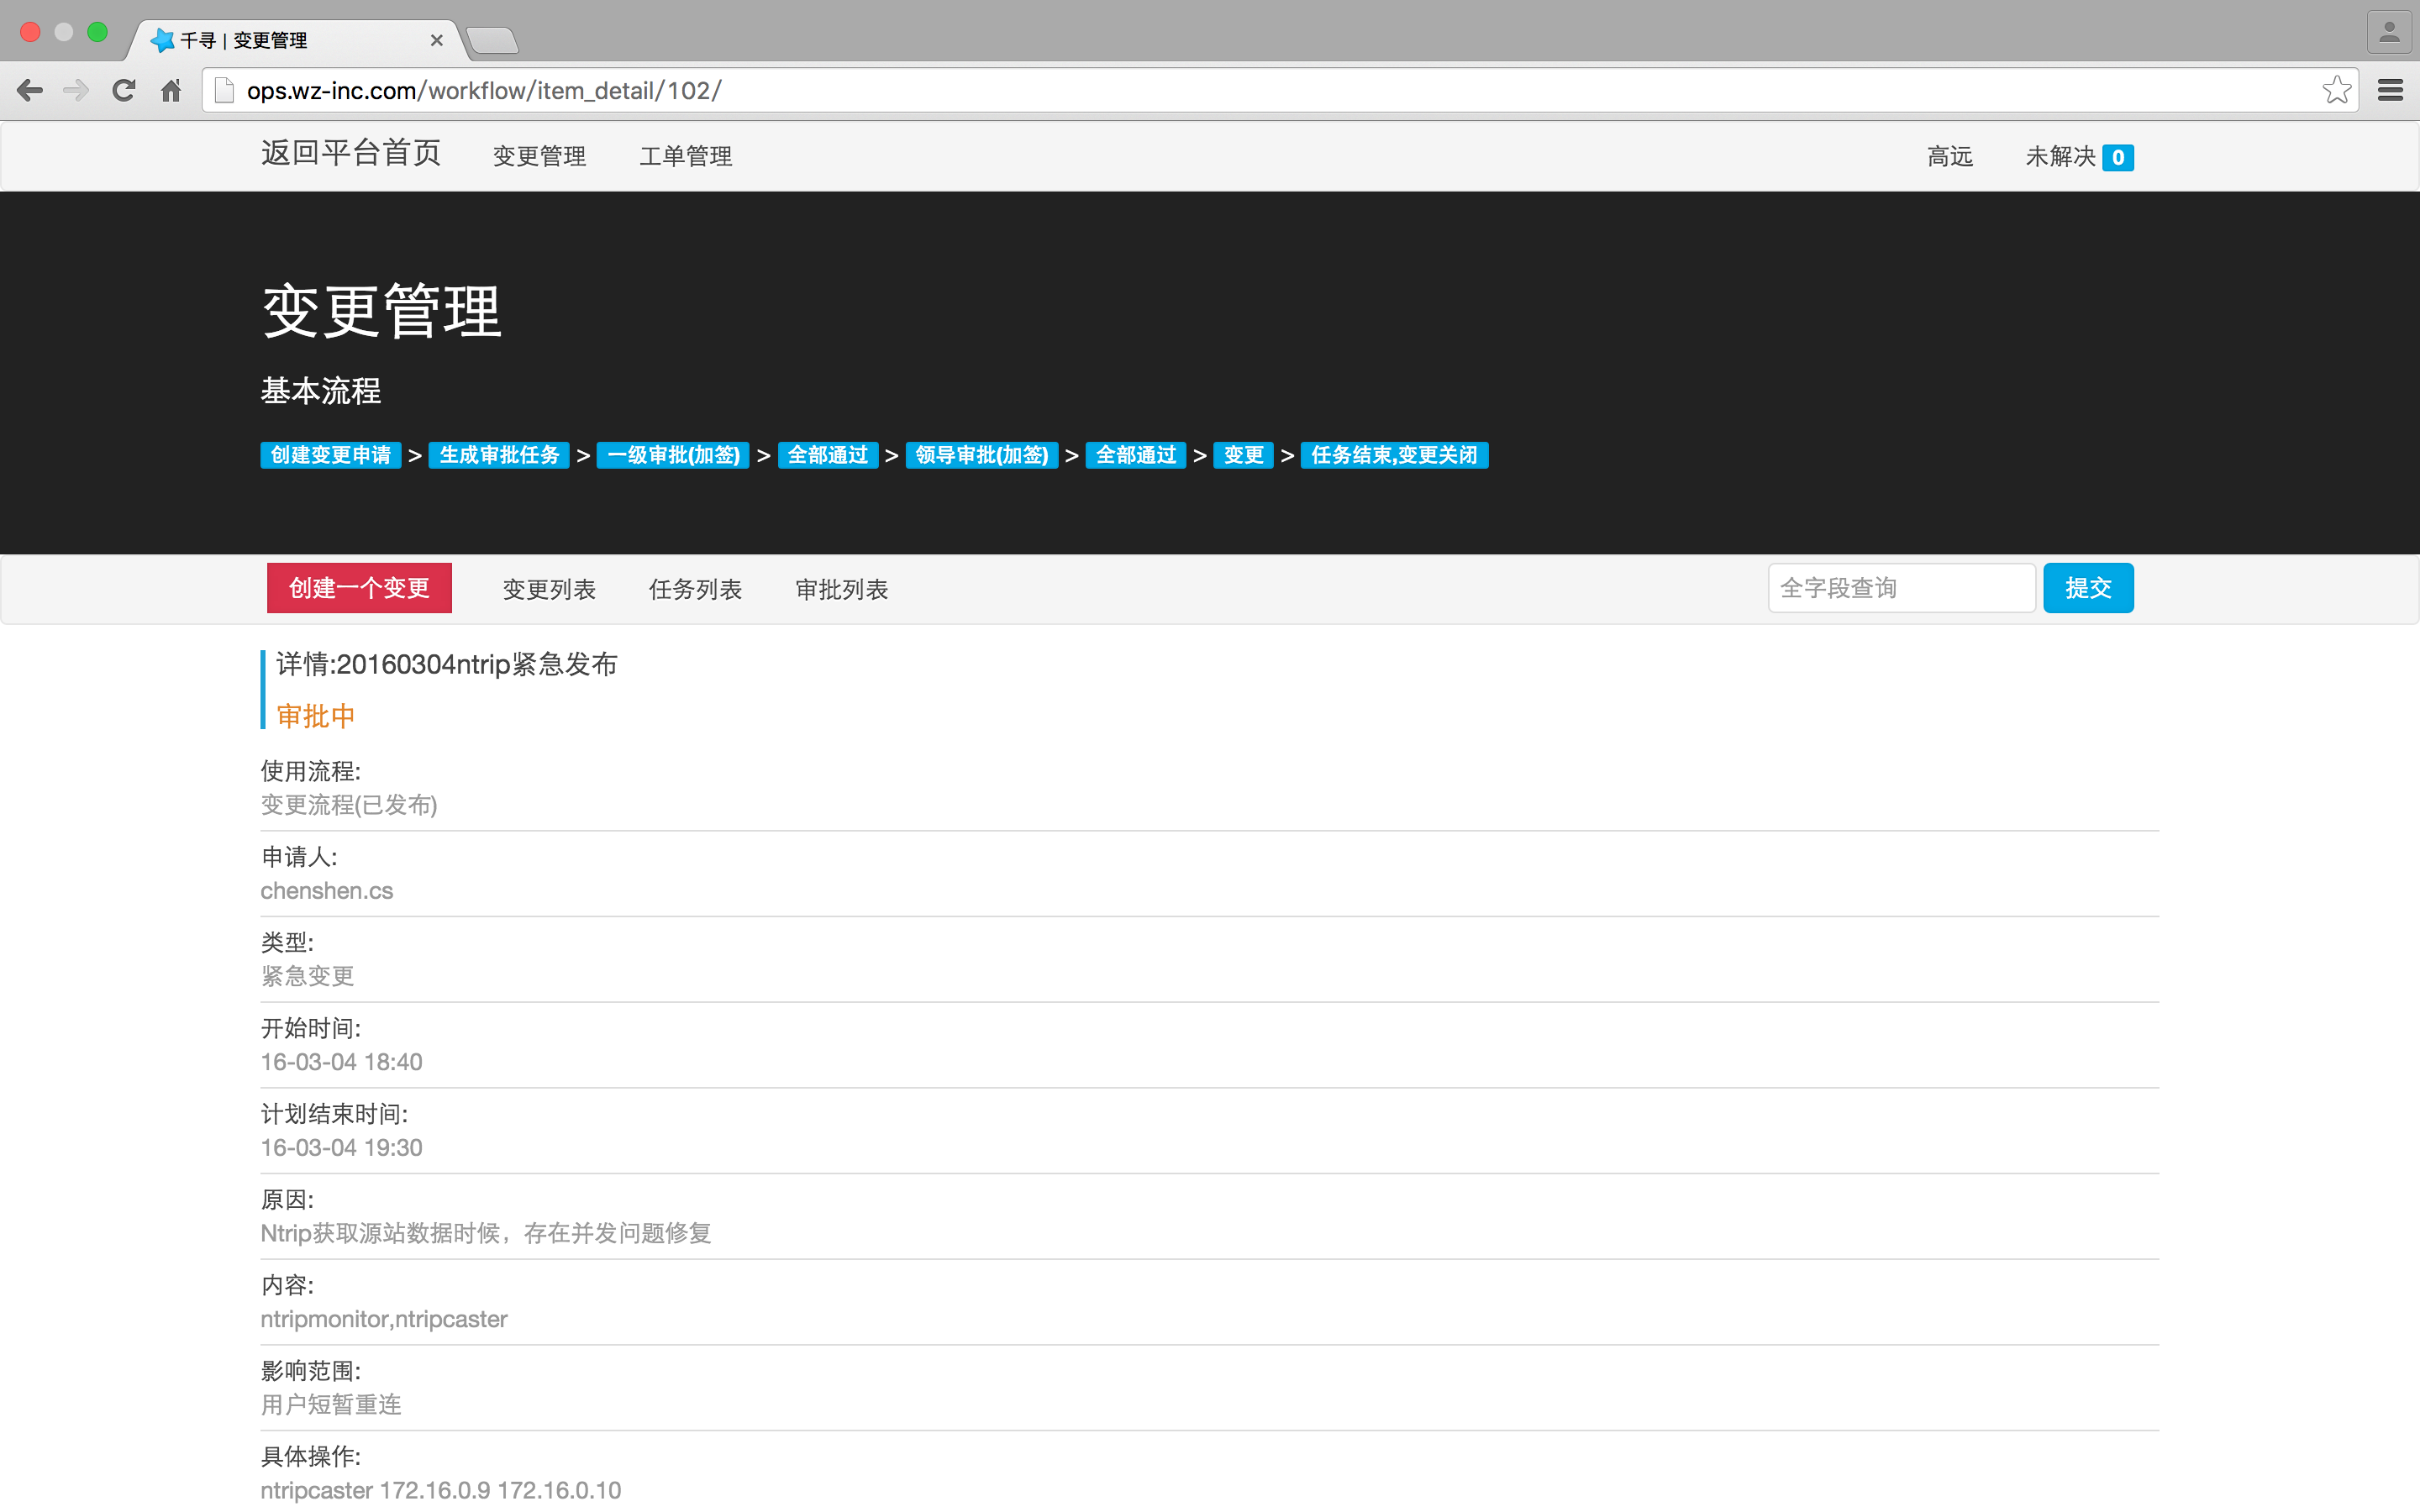 千寻 | 变更管理
ops.wz-inc.com/workflow/item_detail/102/
返回平台首页 变更管理 工单管理 高远 未解决 0
变更管理
基本流程
创建变更申请 > 生成审批任务 > 一级审批(加签) > 全部通过 > 领导审批(加签) > 全部通过 > 变更 > 任务结束,变更关闭
创建一个变更 变更列表 任务列表 审批列表 全字段查询 提交
详情:20160304ntrip紧急发布
审批中
使用流程:
变更流程(已发布)
申请人:
chenshen.cs
类型:
紧急变更
开始时间:
16-03-04 18:40
计划结束时间:
16-03-04 19:30
原因:
Ntrip获取源站数据时候，存在并发问题修复
内容:
ntripmonitor,ntripcaster
影响范围:
用户短暂重连
具体操作:
ntripcaster 172.16.0.9 172.16.0.10